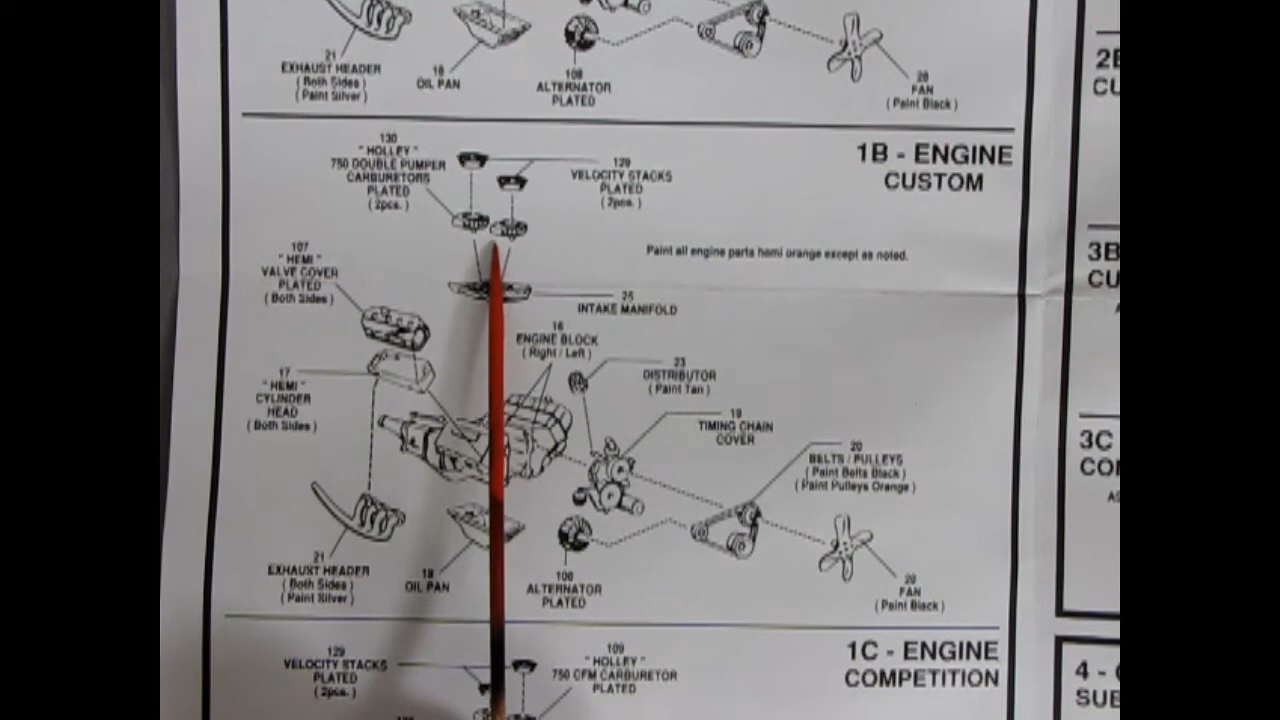 21
EXHAUST HEADER
( Both Sides )
( Paint Silver )
18
OIL PAN
108
ALTERNATOR
PLATED
FAN
( Paint Black )
1B - ENGINE
CUSTOM
130
" HOLLEY "
750 DOUBLE PUMPER
CARBURETORS
PLATED
( 2pcs. )
129
VELOCITY STACKS
PLATED
( 2pcs. )
Paint all engine parts hemi orange except as noted.
107
" HEMI "
VALVE COVER
PLATED
( Both Sides )
25
INTAKE MANIFOLD
16
ENGINE BLOCK
( Right / Left )
23
DISTRIBUTOR
( Paint Tan )
17
" HEMI "
CYLINDER
HEAD
( Both Sides )
19
TIMING CHAIN
COVER
20
BELTS / PULLEYS
( Paint Belts Black )
( Paint Pulleys Orange )
21
EXHAUST HEADER
( Both Sides )
( Paint Silver )
18
OIL PAN
108
ALTERNATOR
PLATED
FAN
( Paint Black )
1C - ENGINE
COMPETITION
129
VELOCITY STACKS
PLATED
( 2pcs. )
109
" HOLLEY "
750 CFM CARBURETOR
PLATED
2B
CU
3B
CU
3C
CO
AS
4 -
SUB